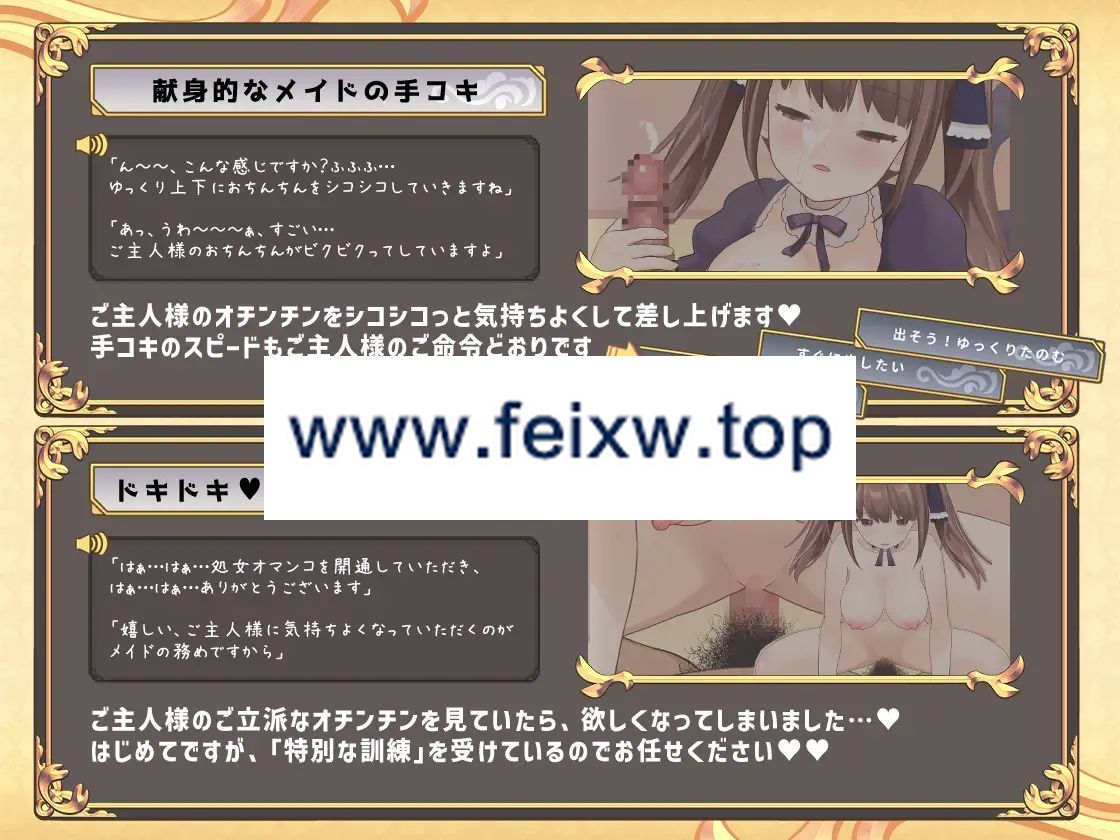 献身的なメイドの手コキ
「ん～～、こんな感じですか？ふふふ…
ゆっくり上下におちんちんをシコシコしていきますね」
「あっ、うわ～～～ぁ、すごい…
ご主人様のおちんちんがビクビクってしていますよ」
ご主人様のオチンチンをシコシコっと気持ちよくして差し上げます♥
手コキのスピードもご主人様のご命令どおりです
出そう！ゆっくりたのむ
したい
www.feixw.top
ドキドキ♥
「はぁ…はぁ…処女オマンコを開通していただき、
はぁ…はぁ…ありがとうございます」
「嬉しい、ご主人様に気持ちよくなっていただくのが
メイドの務めですから」
ご主人様のご立派なオチンチンを見ていたら、欲しくなってしまいました…♥
はじめてですが、「特別な訓練」を受けているのでお任せください♥♥